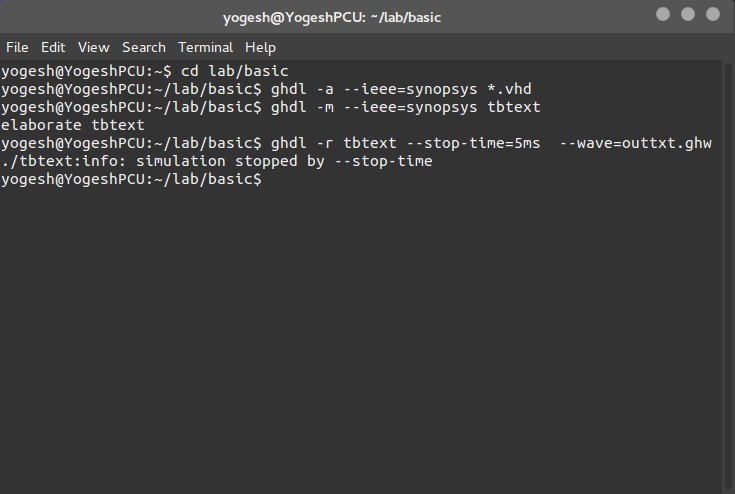 yogesh@YogeshPCU: ~/lab/basic
File Edit View Search Terminal Help
yogesh@YogeshPCU:~$ cd lab/basic
yogesh@YogeshPCU:~/lab/basic$ ghdl -a --ieee=synopsys *.vhd
yogesh@YogeshPCU:~/lab/basic$ ghdl -m --ieee=synopsys tbtext
elaborate tbtext
yogesh@YogeshPCU:~/lab/basic$ ghdl -r tbtext --stop-time=5ms  --wave=outtxt.ghw
./tbtext:info: simulation stopped by --stop-time
yogesh@YogeshPCU:~/lab/basic$